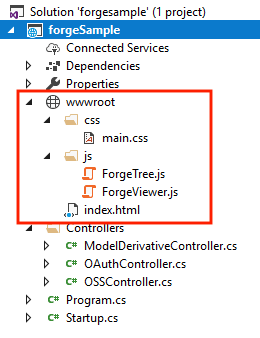 Solution 'forgesample' (1 project)
forgeSample
Connected Services
Dependencies
Properties
wwwroot
css
main.css
js
ForgeTree.js
ForgeViewer.js
index.html
Controllers
C# ModelDerivativeController.cs
C# OAuthController.cs
C# OSSController.cs
C# Program.cs
C# Startup.cs